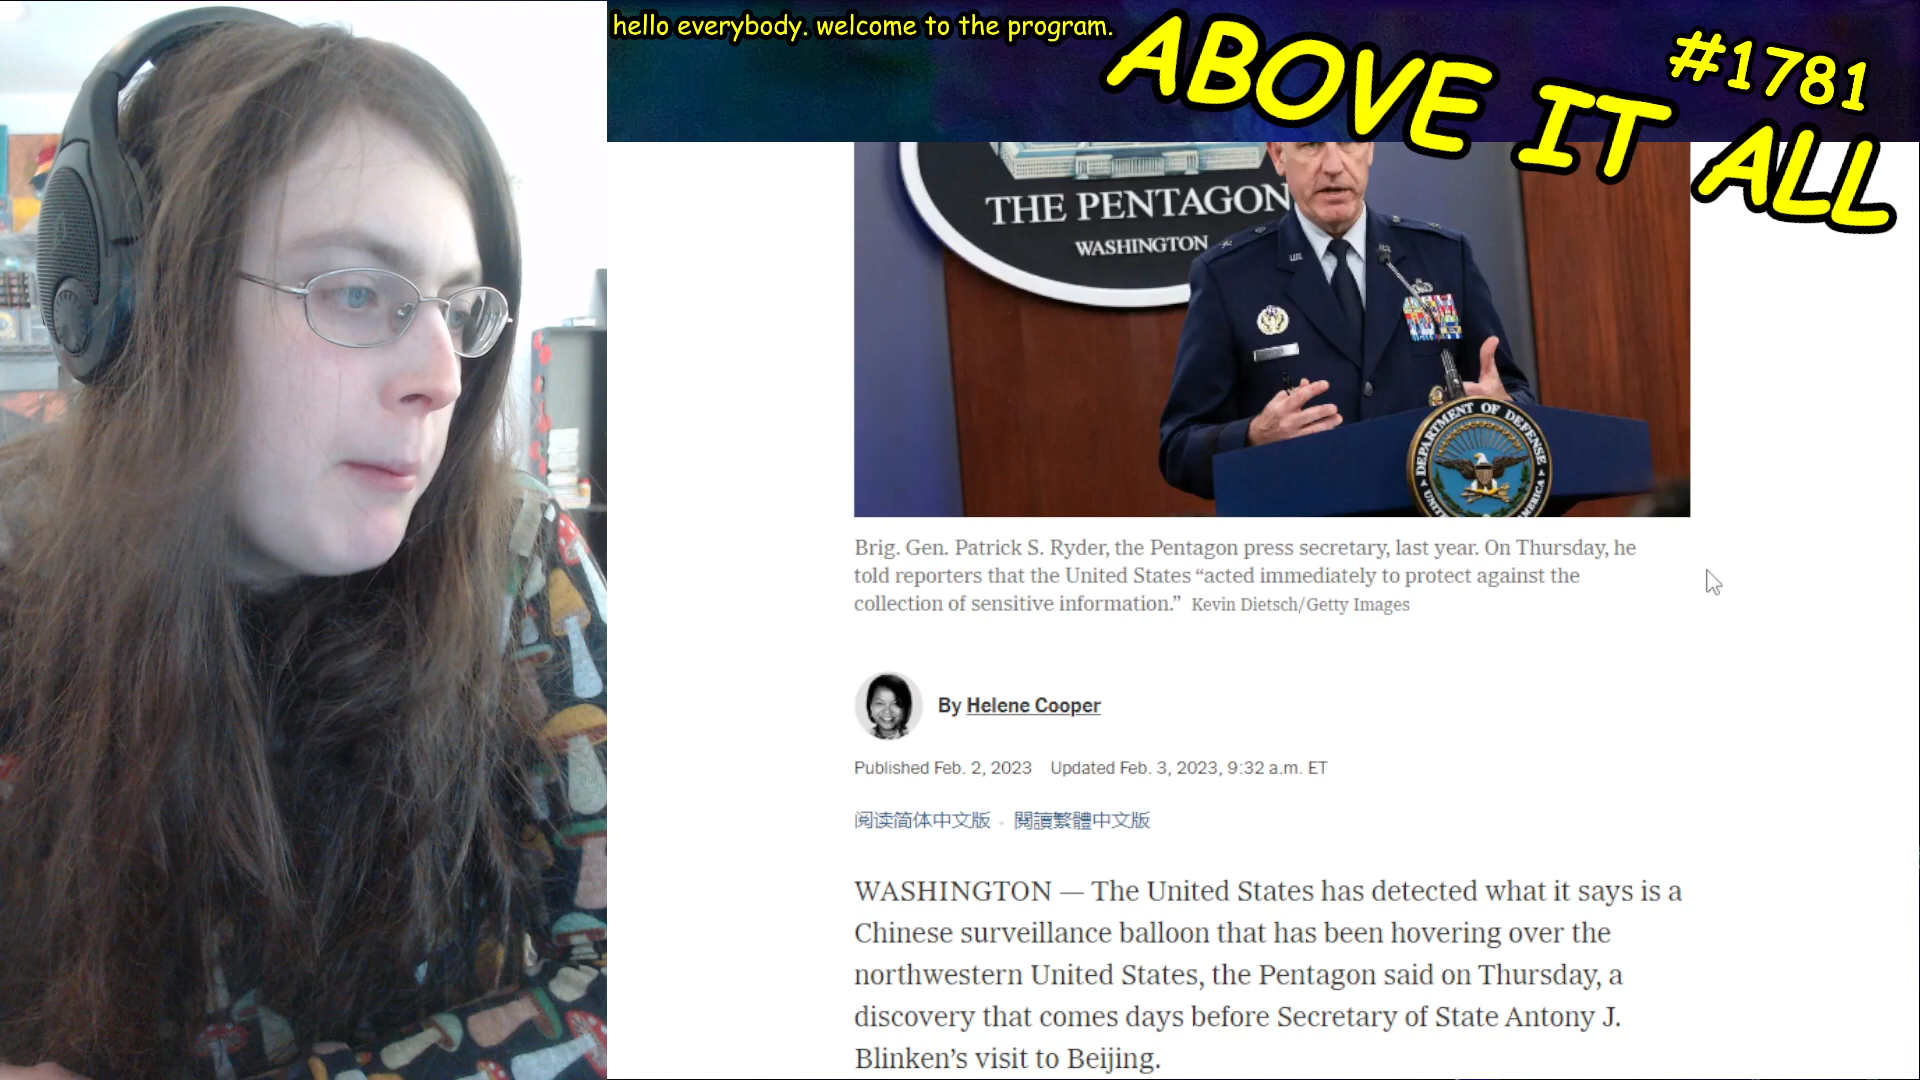 hello everybody. welcome to the program.
#1781
ABOVE IT ALL
THE PENTAGON
WASHINGTON
DEPARTMENT OF DEFENSE
Brig. Gen. Patrick S. Ryder, the Pentagon press secretary, last year. On Thursday, he
told reporters that the United States “acted immediately to protect against the
collection of sensitive information.” Kevin Dietsch/Getty Images
By Helene Cooper
Published Feb. 2, 2023 Updated Feb. 3, 2023, 9:32 a.m. ET
阅读简体中文版 · 閱讀繁體中文版
WASHINGTON — The United States has detected what it says is a
Chinese surveillance balloon that has been hovering over the
northwestern United States, the Pentagon said on Thursday, a
discovery that comes days before Secretary of State Antony J.
Blinken’s visit to Beijing.